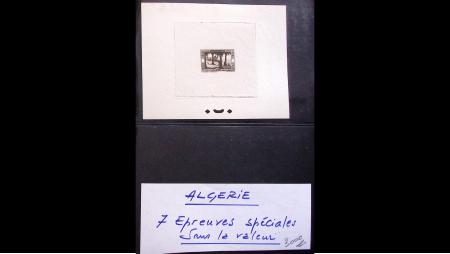 ALGERIE
7 Epreuves spéciales
Sans la valeur